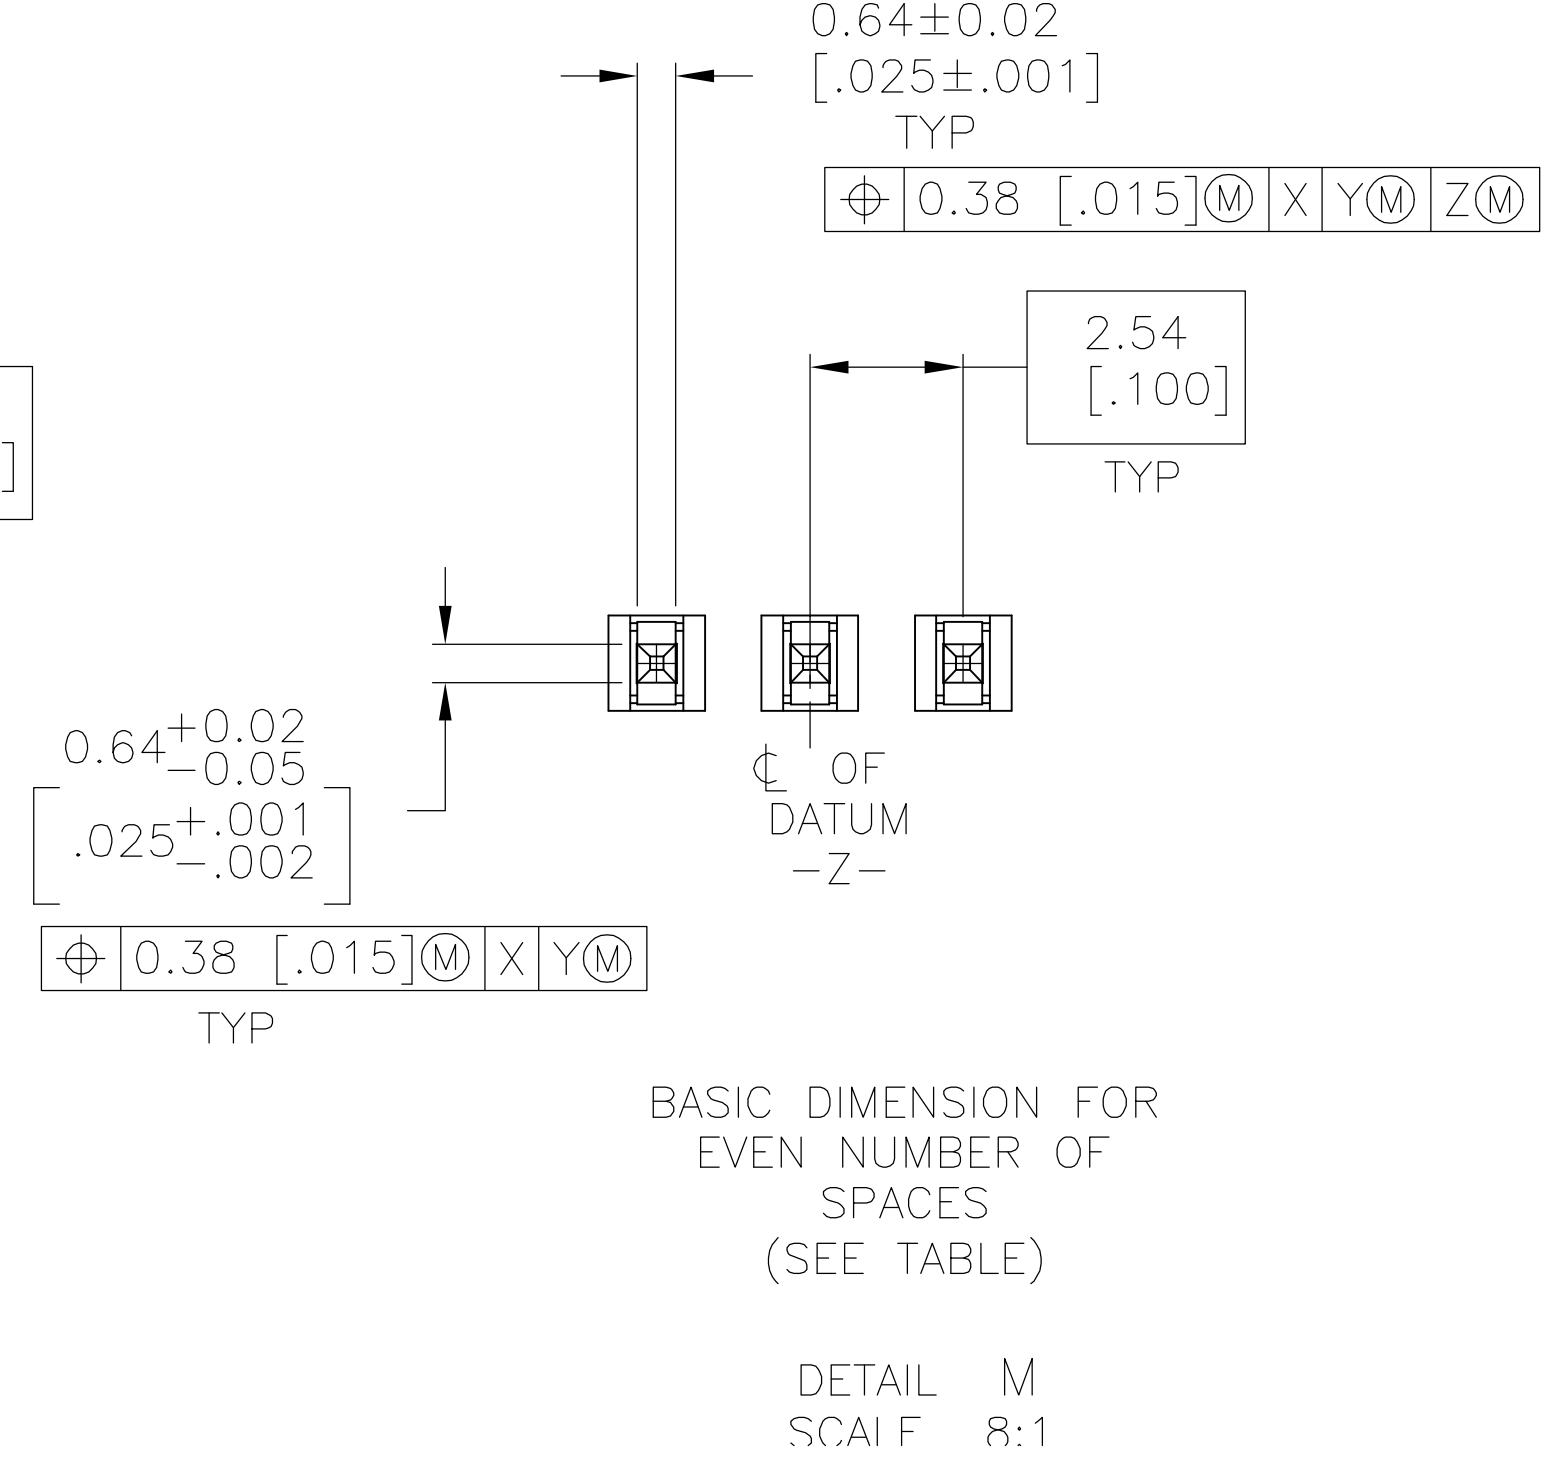 0.64±0.02
[.025±.001]
TYP
⌖ 0.38 [.015]Ⓜ X YⓂ ZⓂ
2.54
[.100]
TYP
]
0.64 +0.02
-0.05
[.025 +.001
-.002]
⌖ 0.38 [.015]Ⓜ X YⓂ
TYP
℄ OF
DATUM
-Z-
BASIC DIMENSION FOR
EVEN NUMBER OF
SPACES
(SEE TABLE)
DETAIL M
SCALE 8:1